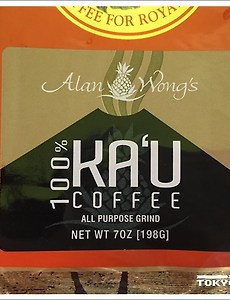 FEE FOR ROYA
Alan Wong's
100% KA'U
COFFEE
ALL PURPOSE GRIND
NET WT 7OZ [198G]
TOKYO